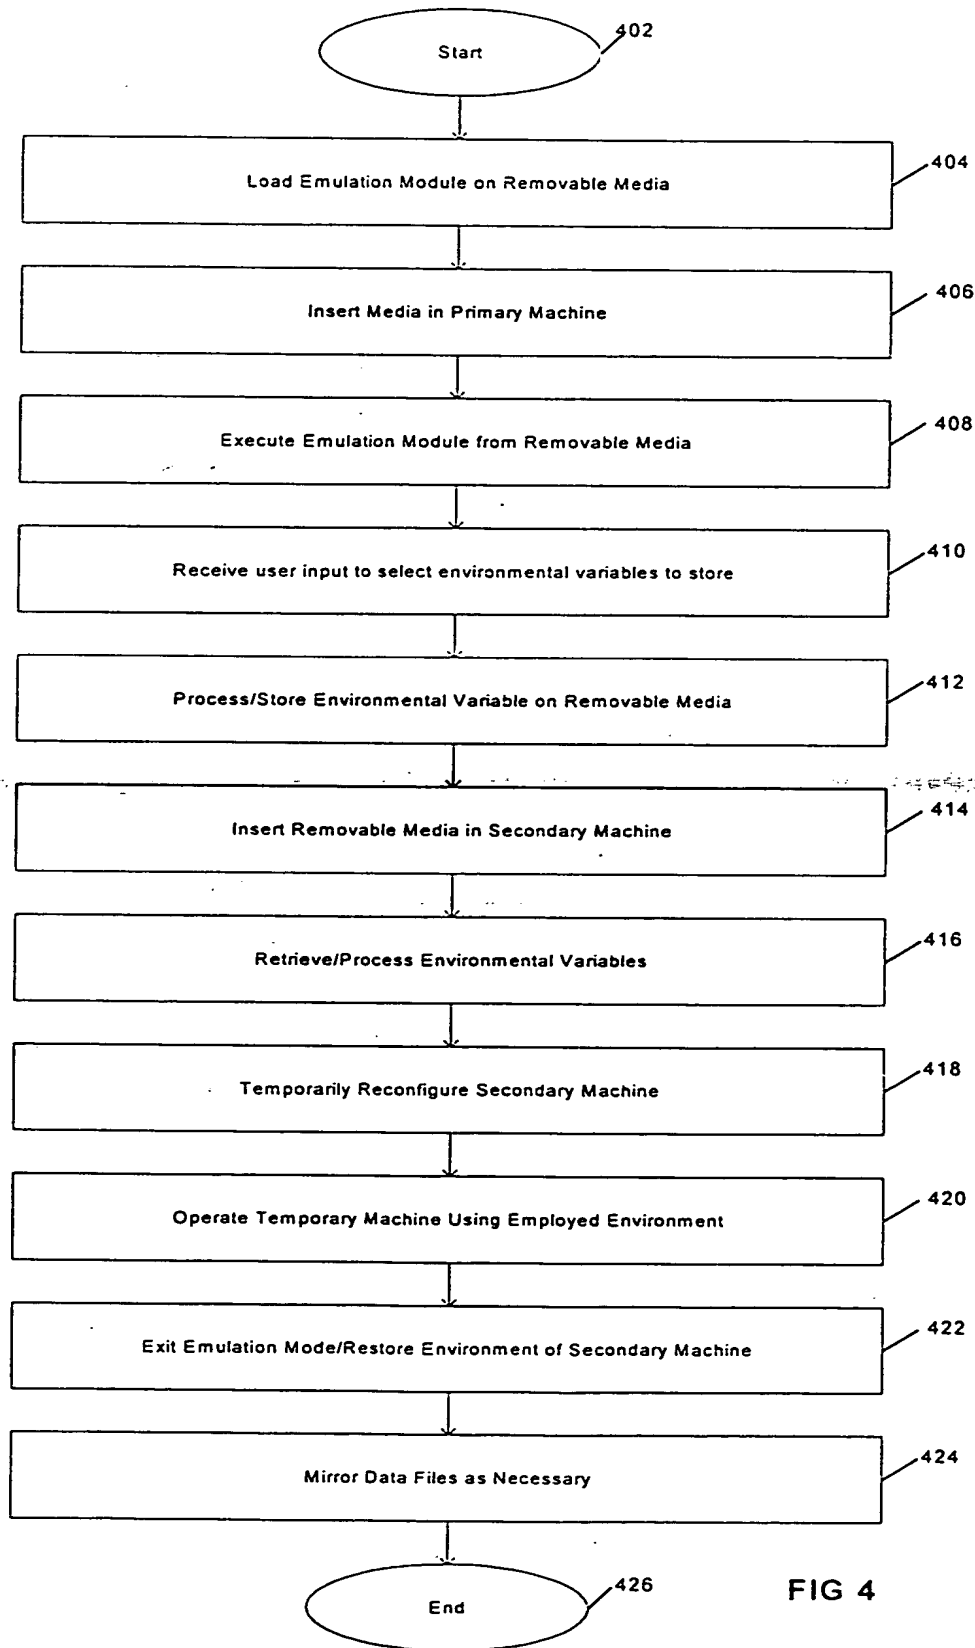 Start
402
Load Emulation Module on Removable Media
404
Insert Media in Primary Machine
406
Execute Emulation Module from Removable Media
408
Receive user input to select environmental variables to store
410
Process/Store Environmental Variable on Removable Media
412
Insert Removable Media in Secondary Machine
414
Retrieve/Process Environmental Variables
416
Temporarily Reconfigure Secondary Machine
418
Operate Temporary Machine Using Employed Environment
420
Exit Emulation Mode/Restore Environment of Secondary Machine
422
Mirror Data Files as Necessary
424
End
426
FIG 4